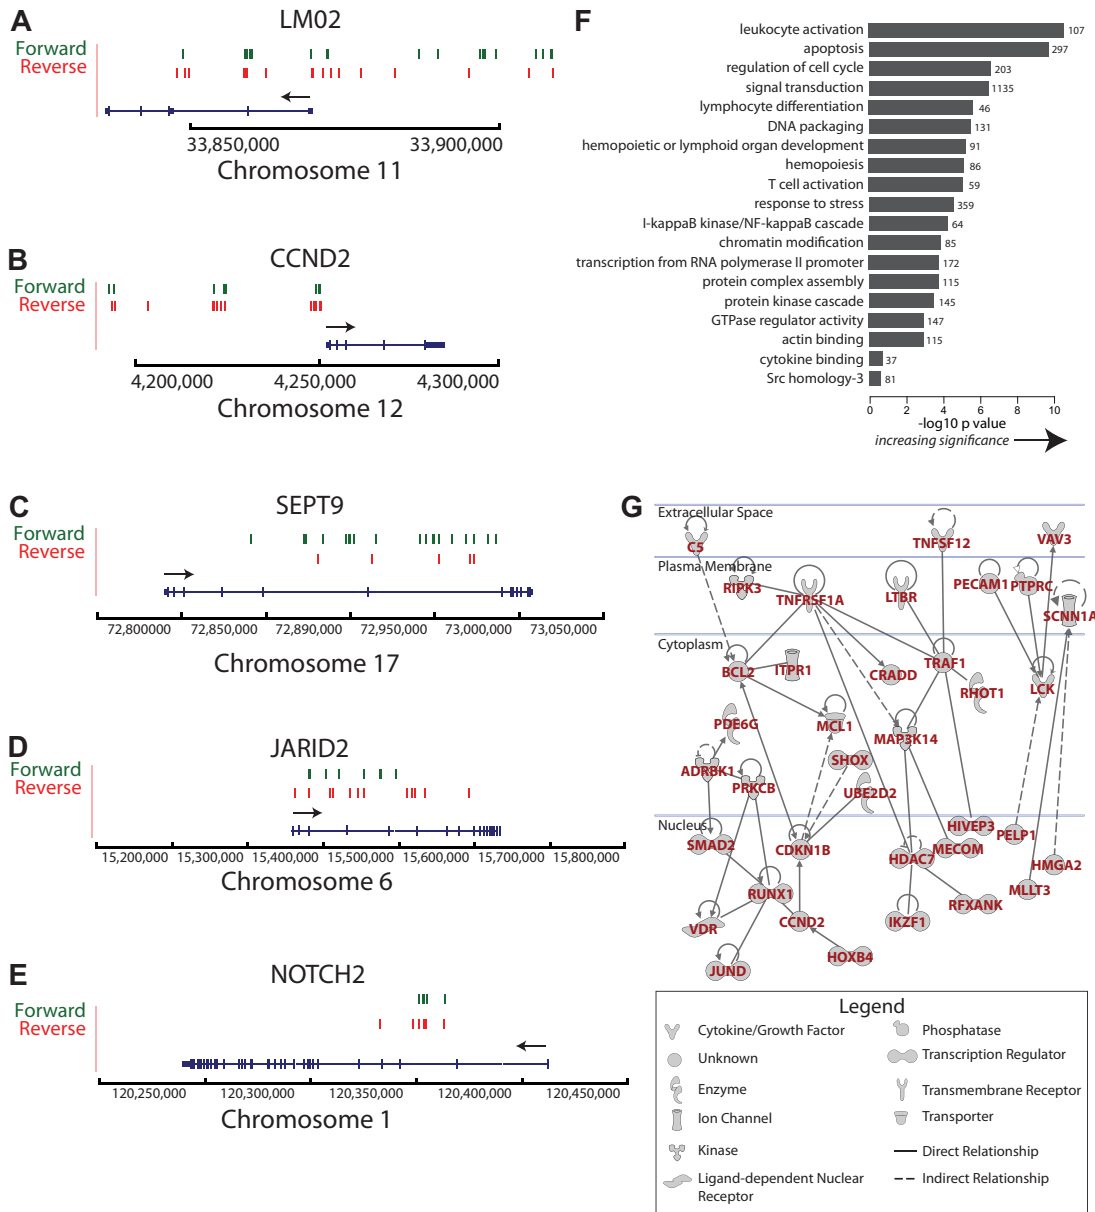 A
LM02
Forward
Reverse
33,850,000
33,900,000
Chromosome 11
B
CCND2
Forward
Reverse
4,200,000
4,250,000
4,300,000
Chromosome 12
C
SEPT9
Forward
Reverse
72,800000
72,850,000
72,890,000
72,950,000
73,000,000
73,050,000
Chromosome 17
D
JARID2
Forward
Reverse
15,200,000
15,300,000
15,400,000
15,500,000
15,600,000
15,700,000
15,800,000
Chromosome 6
E
NOTCH2
Forward
Reverse
120,250,000
120,300,000
120,350,000
120,400,000
120,450,000
Chromosome 1
F
leukocyte activation 107
apoptosis 297
regulation of cell cycle 203
signal transduction 1135
lymphocyte differentiation 46
DNA packaging 131
hemopoietic or lymphoid organ development 91
hemopoiesis 86
T cell activation 59
response to stress 359
I-kappaB kinase/NF-kappaB cascade 64
chromatin modification 85
transcription from RNA polymerase II promoter 172
protein complex assembly 115
protein kinase cascade 145
GTPase regulator activity 147
actin binding 115
cytokine binding 37
Src homology-3 81
0 2 4 6 8 10
-log10 p value
increasing significance
G
Extracellular Space
C5
TNFSF12
VAV3
Plasma Membrane
RIPK3
TNFRSF1A
LTBR
PECAM1
PTPRC
SCNN1A
Cytoplasm
BCL2
ITPR1
CRADD
TRAF1
RHOT1
LCK
PDE6G
MCL1
MAP3K14
ADRBK1
SHOX
PRKCB
UBE2D2
Nucleus
SMAD2
CDKN1B
HIVEP3
PELP1
HDAC7
MECOM
HMGA2
RUNX1
MLLT3
RFXANK
VDR
CCND2
IKZF1
HOXB4
JUND
Legend
Cytokine/Growth Factor
Unknown
Enzyme
Ion Channel
Kinase
Ligand-dependent Nuclear
Receptor
Phosphatase
Transcription Regulator
Transmembrane Receptor
Transporter
Direct Relationship
Indirect Relationship